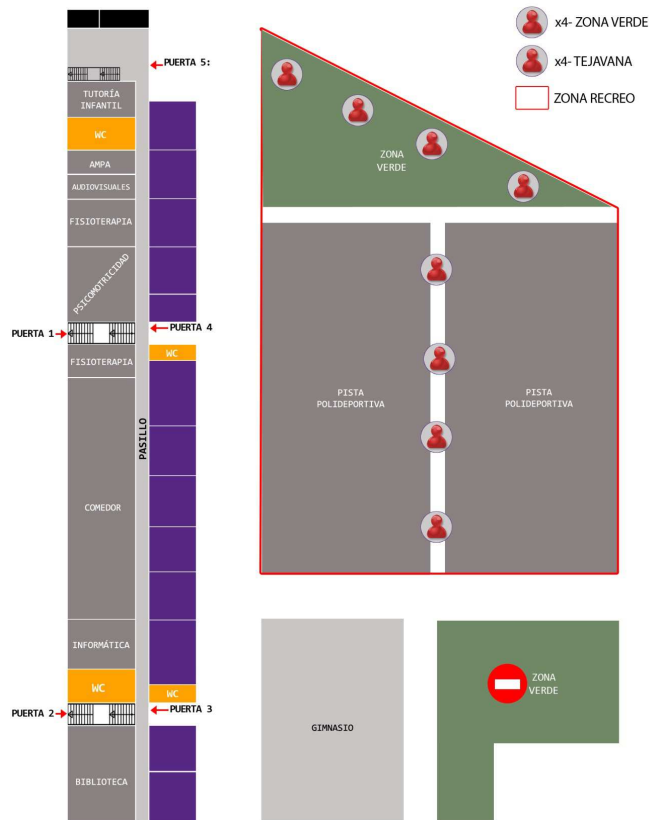 x4- ZONA VERDE
x4- TEJAVANA
ZONA RECREO
PUERTA 5:
TUTORÍA
INFANTIL
WC
AMPA
AUDIOVISUALES
FISIOTERAPIA
PSICOMOTRICIDAD
PUERTA 1
PUERTA 4
FISIOTERAPIA
WC
PASILLO
COMEDOR
INFORMÁTICA
WC
WC
PUERTA 2
PUERTA 3
BIBLIOTECA
ZONA
VERDE
PISTA
POLIDEPORTIVA
PISTA
POLIDEPORTIVA
GIMNASIO
ZONA
VERDE